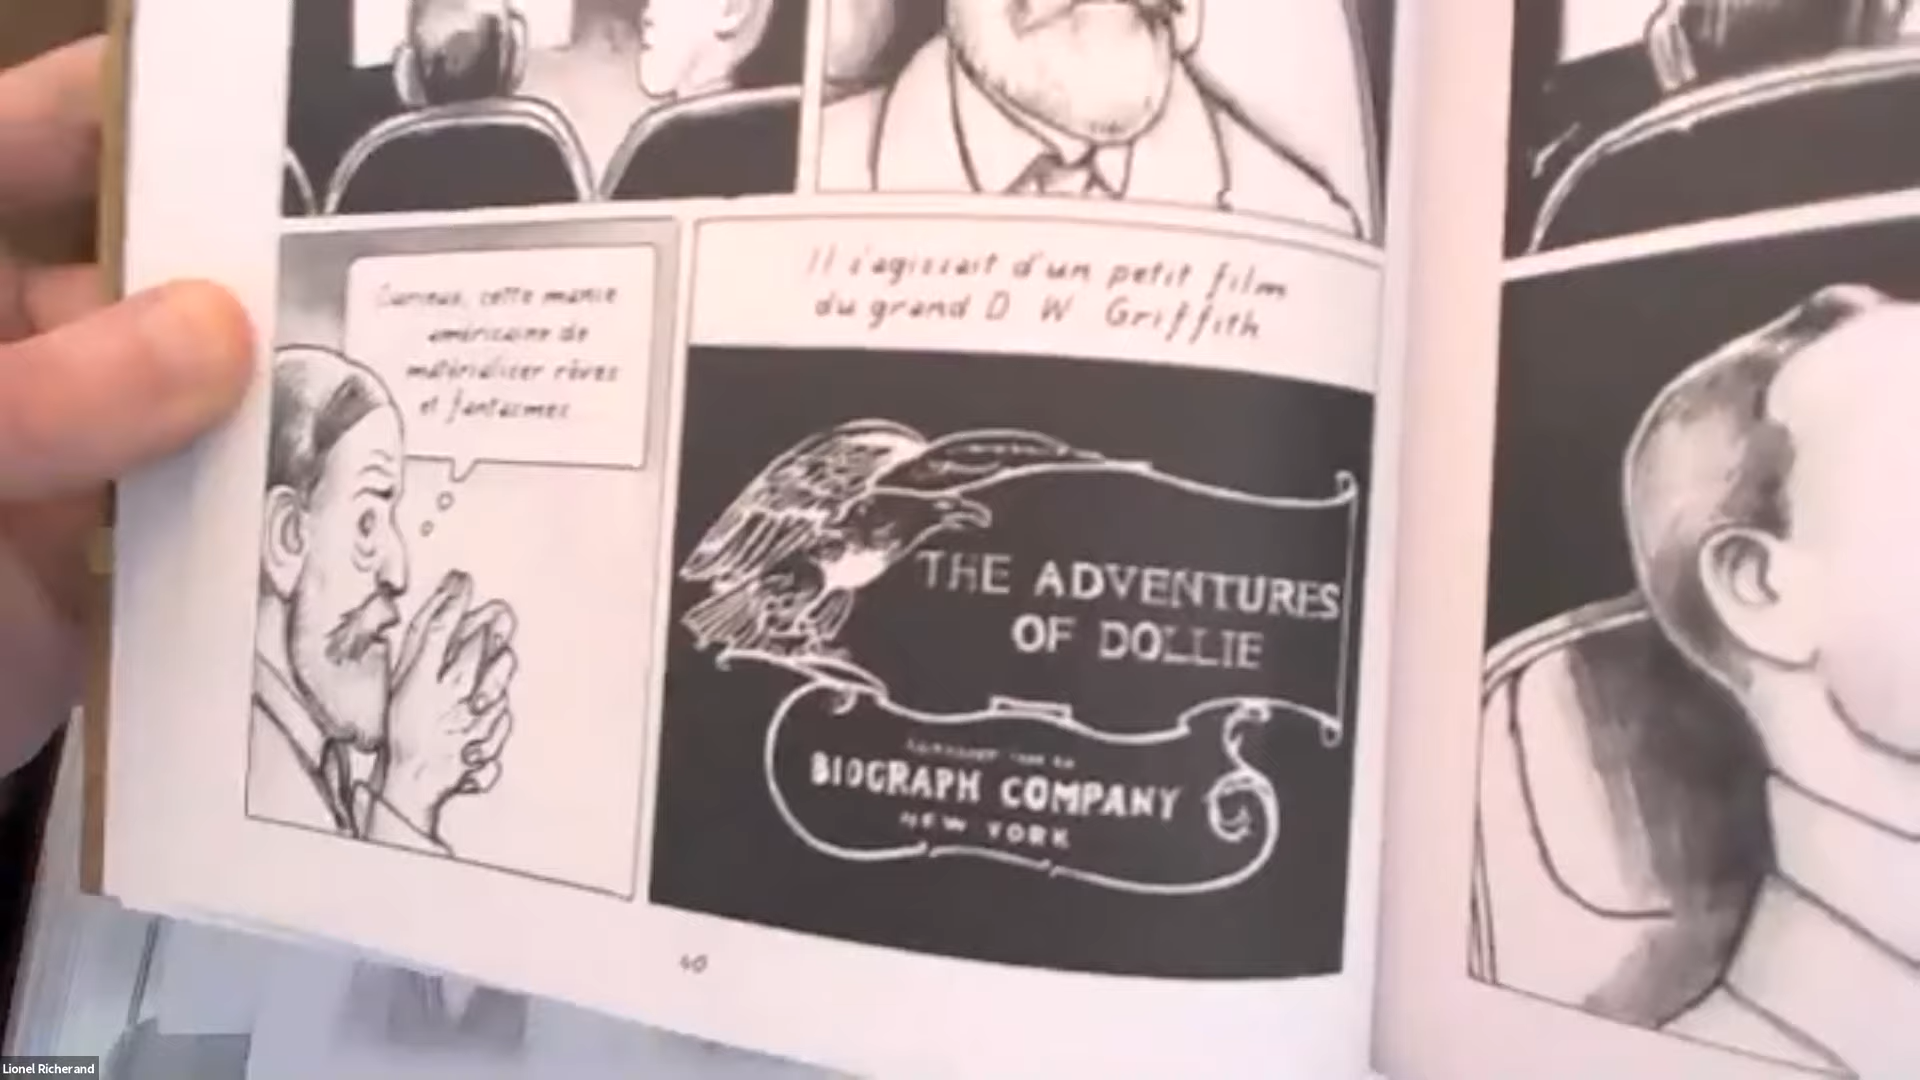 Il s'agissait d'un petit film
du grand D W Griffith
Curieux, cette manie
américaine de
matérialiser rêves
et fantasmes
THE ADVENTURES
OF DOLLIE
BIOGRAPH COMPANY
NEW YORK
40
Lionel Richerand